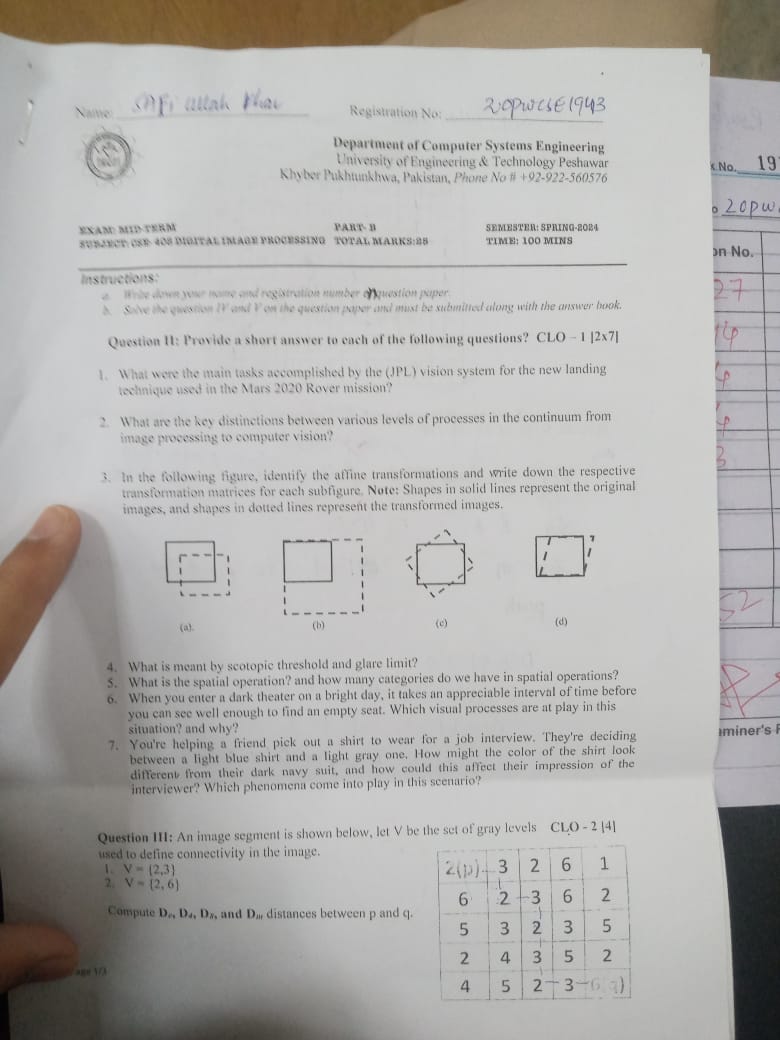 Name: Safi Ullah Khan Registration No: 20PWCSE1943
Department of Computer Systems Engineering
University of Engineering & Technology Peshawar
Khyber Pukhtunkhwa, Pakistan, Phone No # +92-922-560576
EXAM: MID-TERM PART- B SEMESTER: SPRING-2024
SUBJECT: CSE- 408 DIGITAL IMAGE PROCESSING TOTAL MARKS:28 TIME: 100 MINS
Instructions:
a. Write down your name and registration number on question paper.
b. Solve the question IV and V on the question paper and must be submitted along with the answer book.
Question II: Provide a short answer to each of the following questions? CLO – 1 [2x7]
1. What were the main tasks accomplished by the (JPL) vision system for the new landing
technique used in the Mars 2020 Rover mission?
2. What are the key distinctions between various levels of processes in the continuum from
image processing to computer vision?
3. In the following figure, identify the affine transformations and write down the respective
transformation matrices for each subfigure. Note: Shapes in solid lines represent the original
images, and shapes in dotted lines represent the transformed images.
(a). (b) (c) (d)
4. What is meant by scotopic threshold and glare limit?
5. What is the spatial operation? and how many categories do we have in spatial operations?
6. When you enter a dark theater on a bright day, it takes an appreciable interval of time before
you can see well enough to find an empty seat. Which visual processes are at play in this
situation? and why?
7. You're helping a friend pick out a shirt to wear for a job interview. They're deciding
between a light blue shirt and a light gray one. How might the color of the shirt look
different from their dark navy suit, and how could this affect their impression of the
interviewer? Which phenomena come into play in this scenario?
Question III: An image segment is shown below, let V be the set of gray levels CLO - 2 [4]
used to define connectivity in the image.
1. V = {2,3}
2. V = {2, 6}
Compute De, D4, D8, and Dm distances between p and q.
2(p) 3 2 6 1
6 2 3 6 2
5 3 2 3 5
2 4 3 5 2
4 5 2 3 6(q)
age 1/3
No. 19
20pw
on No.
27
14
4
4
3
52
aminer's